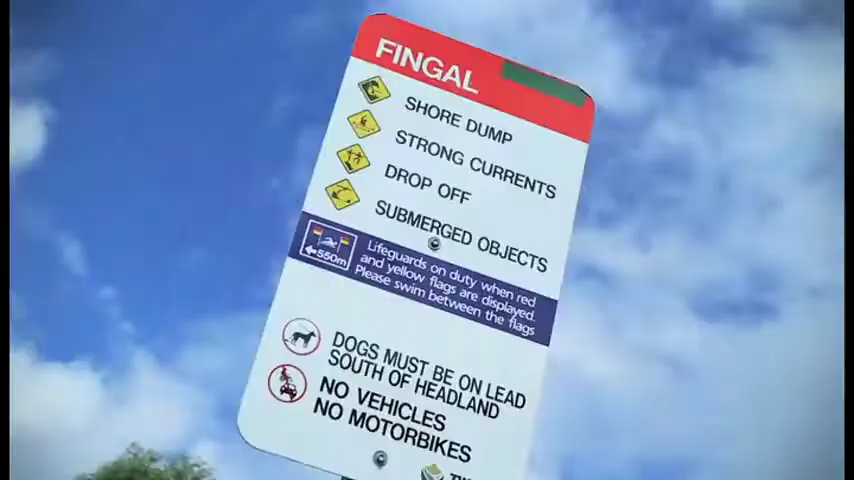 FINGAL
SHORE DUMP
STRONG CURRENTS
DROP OFF
SUBMERGED OBJECTS
550m
Lifeguards on duty when red
and yellow flags are displayed.
Please swim between the flags
DOGS MUST BE ON LEAD
SOUTH OF HEADLAND
NO VEHICLES
NO MOTORBIKES